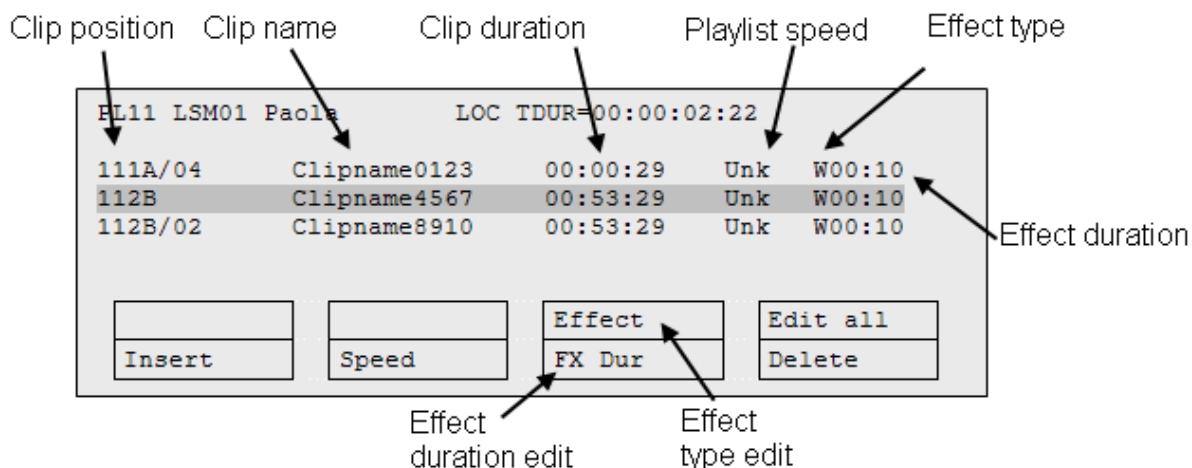 Clip position Clip name Clip duration Playlist speed Effect type
PL11 LSM01 Paola LOC TDUR=00:00:02:22
111A/04 Clipname0123 00:00:29 Unk W00:10
112B Clipname4567 00:53:29 Unk W00:10
112B/02 Clipname8910 00:53:29 Unk W00:10
Effect duration
Effect Edit all
Insert Speed FX Dur Delete
Effect
duration edit
Effect
type edit